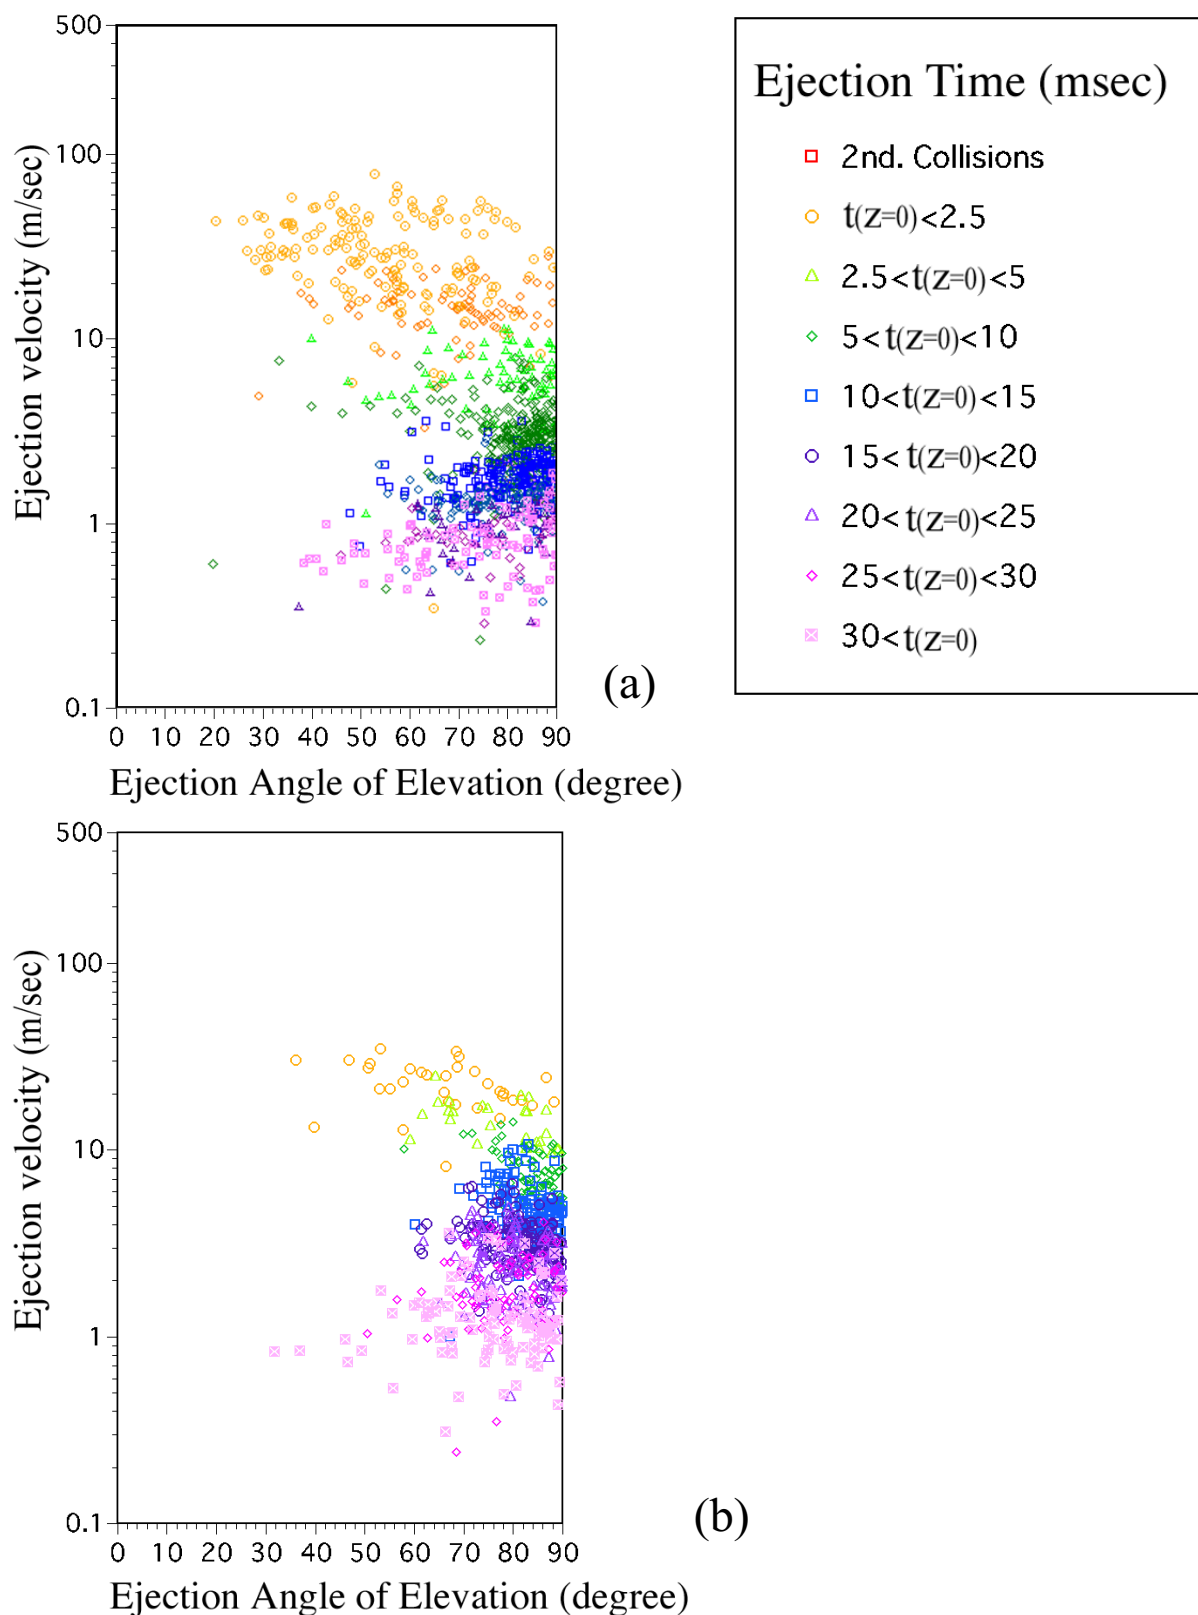 500
100
10
1
0.1
Ejection velocity (m/sec)
0 10 20 30 40 50 60 70 80 90
Ejection Angle of Elevation (degree)
(a)
Ejection Time (msec)
2nd. Collisions
t(z=0)<2.5
2.5<t(z=0)<5
5<t(z=0)<10
10<t(z=0)<15
15<t(z=0)<20
20<t(z=0)<25
25<t(z=0)<30
30<t(z=0)
500
100
10
1
0.1
Ejection velocity (m/sec)
0 10 20 30 40 50 60 70 80 90
Ejection Angle of Elevation (degree)
(b)